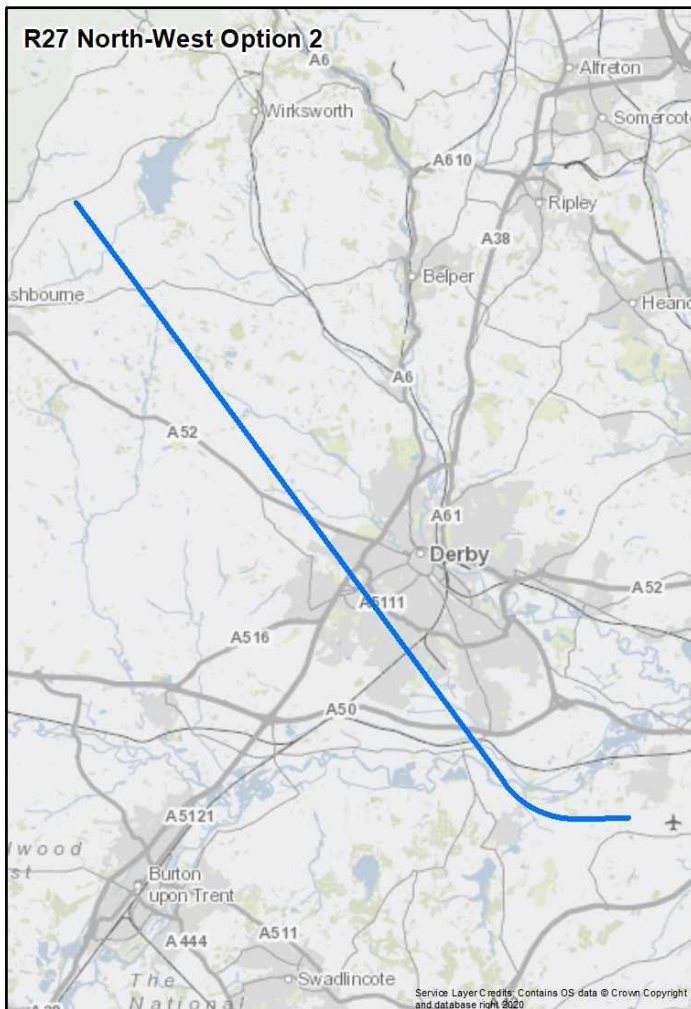 R27 North-West Option 2
A6
Alfreton
Somercot
Wirksworth
A610
Ripley
A38
Belper
shbourne
Heano
A6
A52
A61
Derby
A52
A5111
A516
A50
A5121
Burton
upon Trent
A511
A444
Swadlincote
The
National
Service Layer Credits: Contains OS data © Crown Copyright
and database right 2020